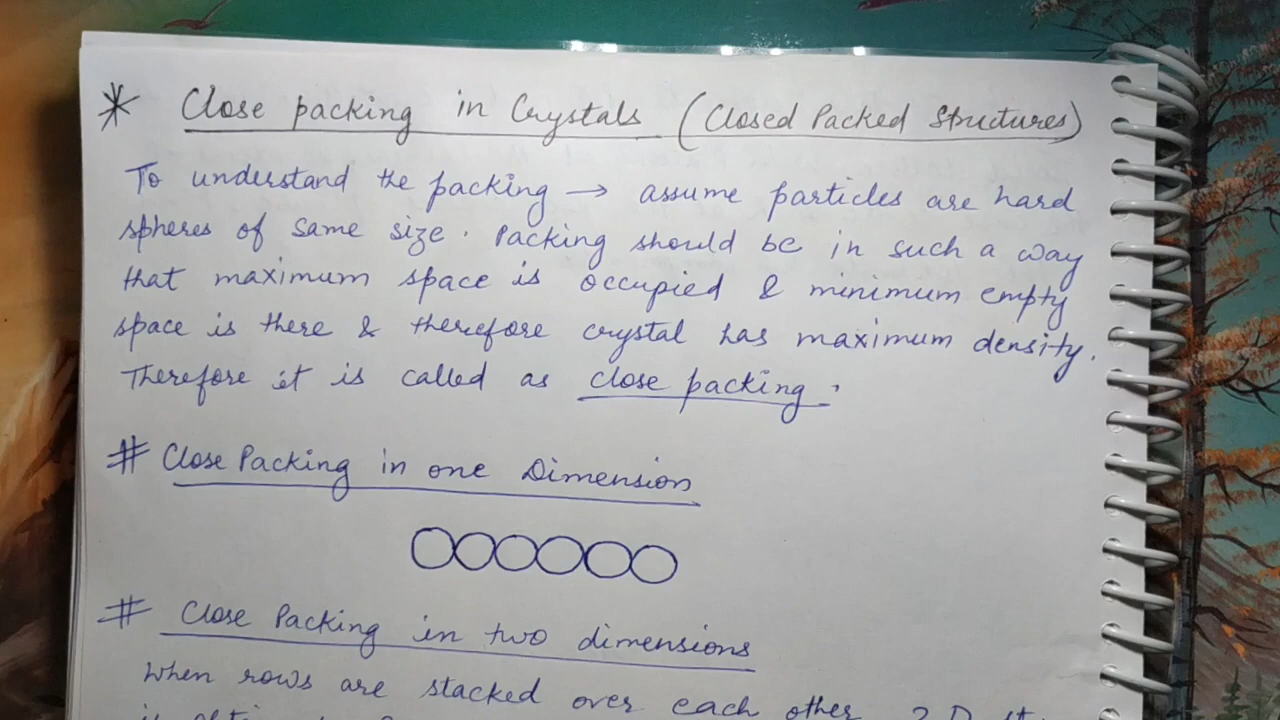 * Close packing in Crystals (Closed Packed Structures)
To understand the packing → assume particles are hard
spheres of same size. Packing should be in such a way
that maximum space is occupied & minimum empty
space is there & therefore crystal has maximum density.
Therefore it is called as close packing.
# Close Packing in one Dimension
# Close Packing in two dimensions
When rows are stacked over each other 2D
is